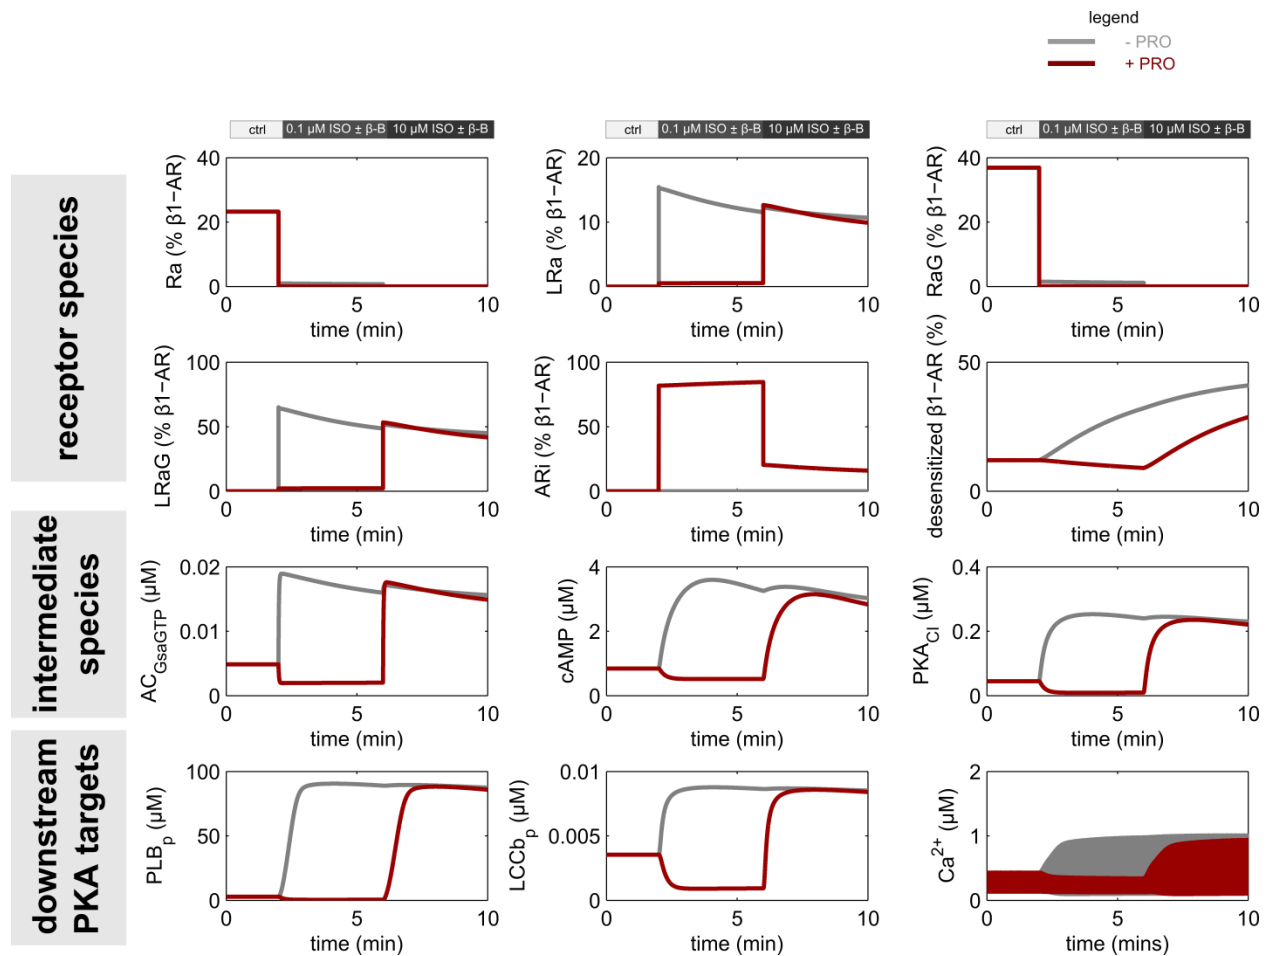 legend
- PRO
+ PRO
ctrl
0.1 µM ISO ± β-B
10 µM ISO ± β-B
ctrl
0.1 µM ISO ± β-B
10 µM ISO ± β-B
ctrl
0.1 µM ISO ± β-B
10 µM ISO ± β-B
receptor species
Ra (% β1−AR)
40
20
0
0
5
10
time (min)
LRa (% β1−AR)
20
10
0
0
5
10
time (min)
RaG (% β1−AR)
40
20
0
0
5
10
time (min)
LRaG (% β1−AR)
100
50
0
0
5
10
time (min)
ARi (% β1−AR)
100
50
0
0
5
10
time (min)
desensitized β1−AR (%)
50
0
0
5
10
time (min)
intermediate
species
AC_GsaGTP (µM)
0.02
0.01
0
0
5
10
time (min)
cAMP (µM)
4
2
0
0
5
10
time (min)
PKA_CI (µM)
0.4
0.2
0
0
5
10
time (min)
downstream
PKA targets
PLB_p (µM)
100
50
0
0
5
10
time (min)
LCCb_p (µM)
0.01
0.005
0
0
5
10
time (min)
Ca²⁺ (µM)
2
1
0
0
5
10
time (mins)